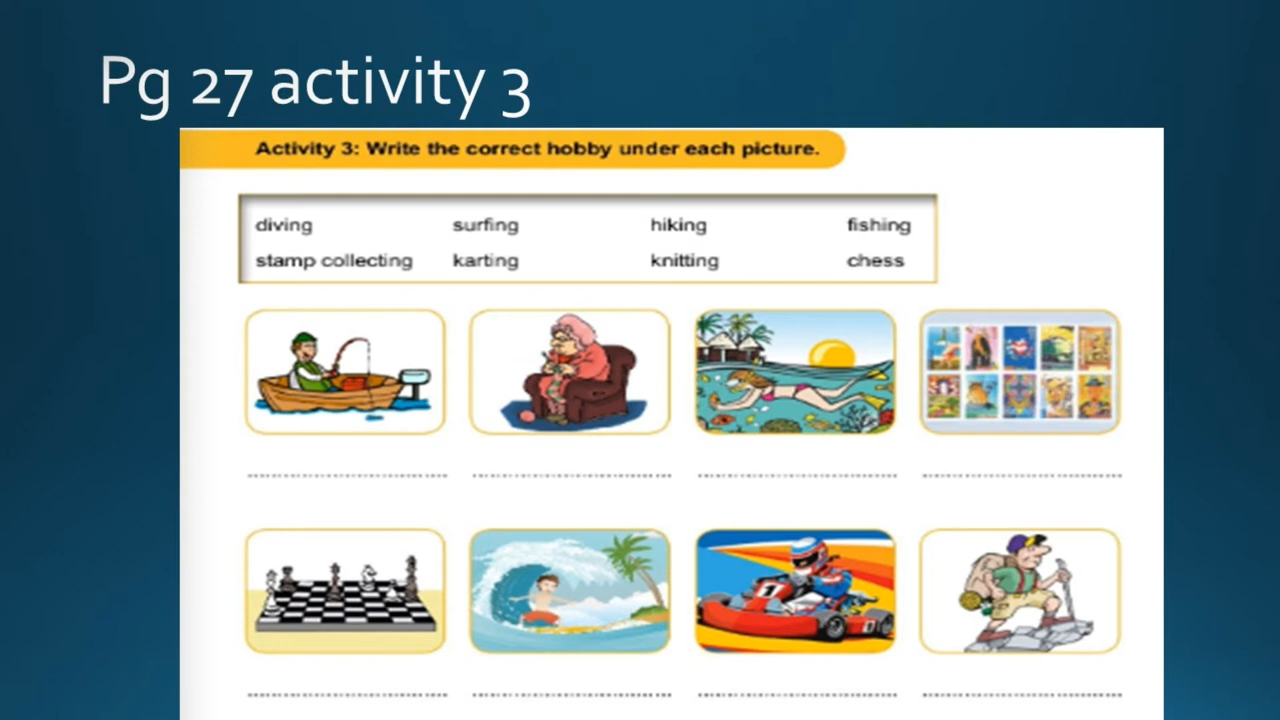 Pg 27 activity 3
Activity 3: Write the correct hobby under each picture.
diving surfing hiking fishing
stamp collecting karting knitting chess
1